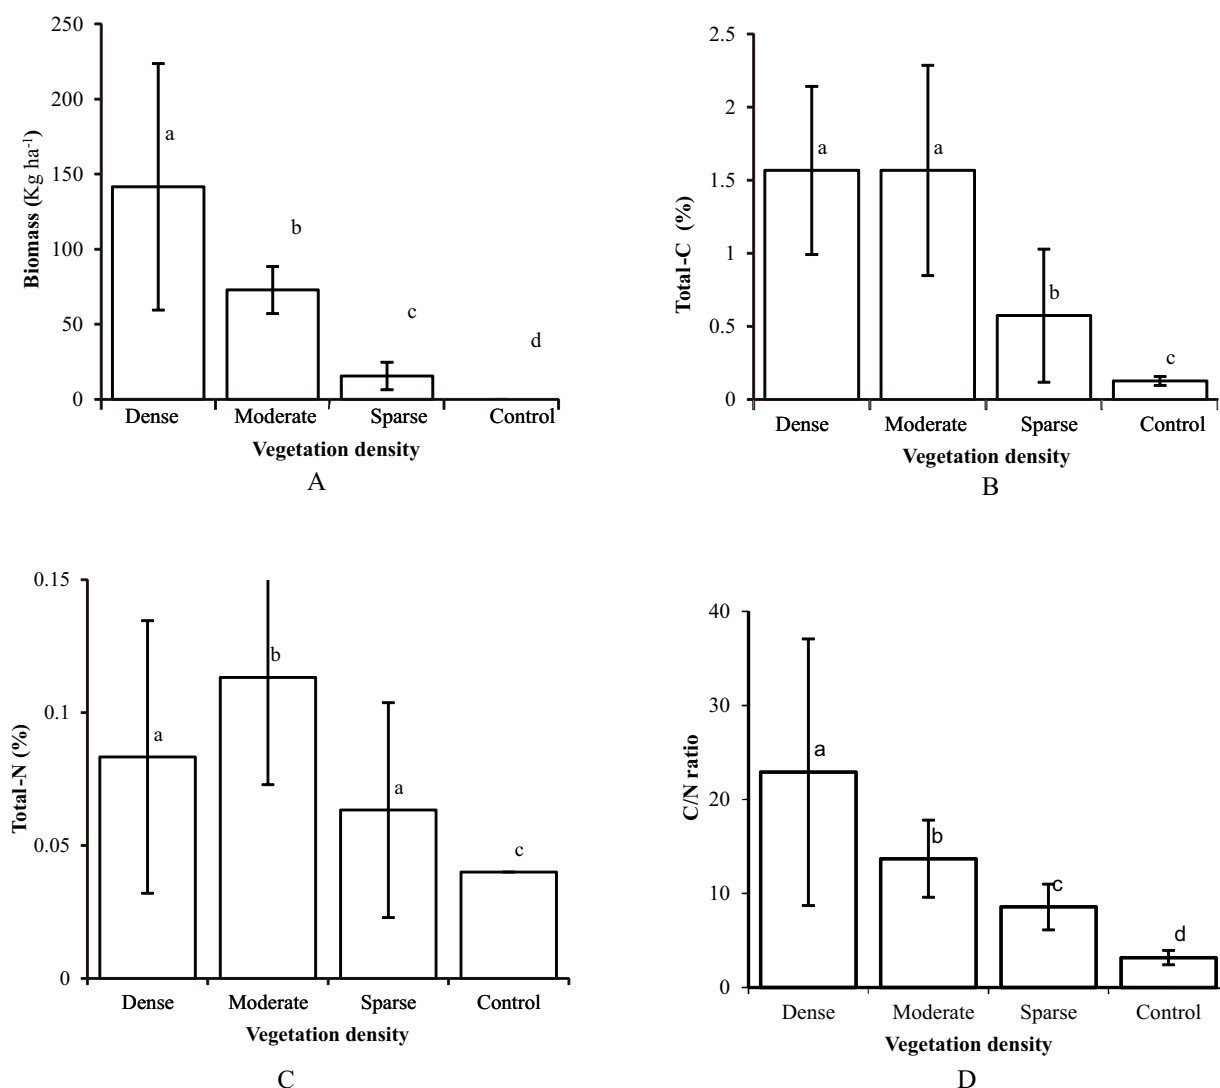 250
200
150
100
50
0
Biomass (Kg ha-1)
a
b
c
d
Dense Moderate Sparse Control
Vegetation density
A
2.5
2
1.5
1
0.5
0
Total-C (%)
a
a
b
c
Dense Moderate Sparse Control
Vegetation density
B
0.15
0.1
0.05
0
Total-N (%)
a
b
a
c
Dense Moderate Sparse Control
Vegetation density
C
40
30
20
10
0
C/N ratio
a
b
c
d
Dense Moderate Sparse Control
Vegetation density
D